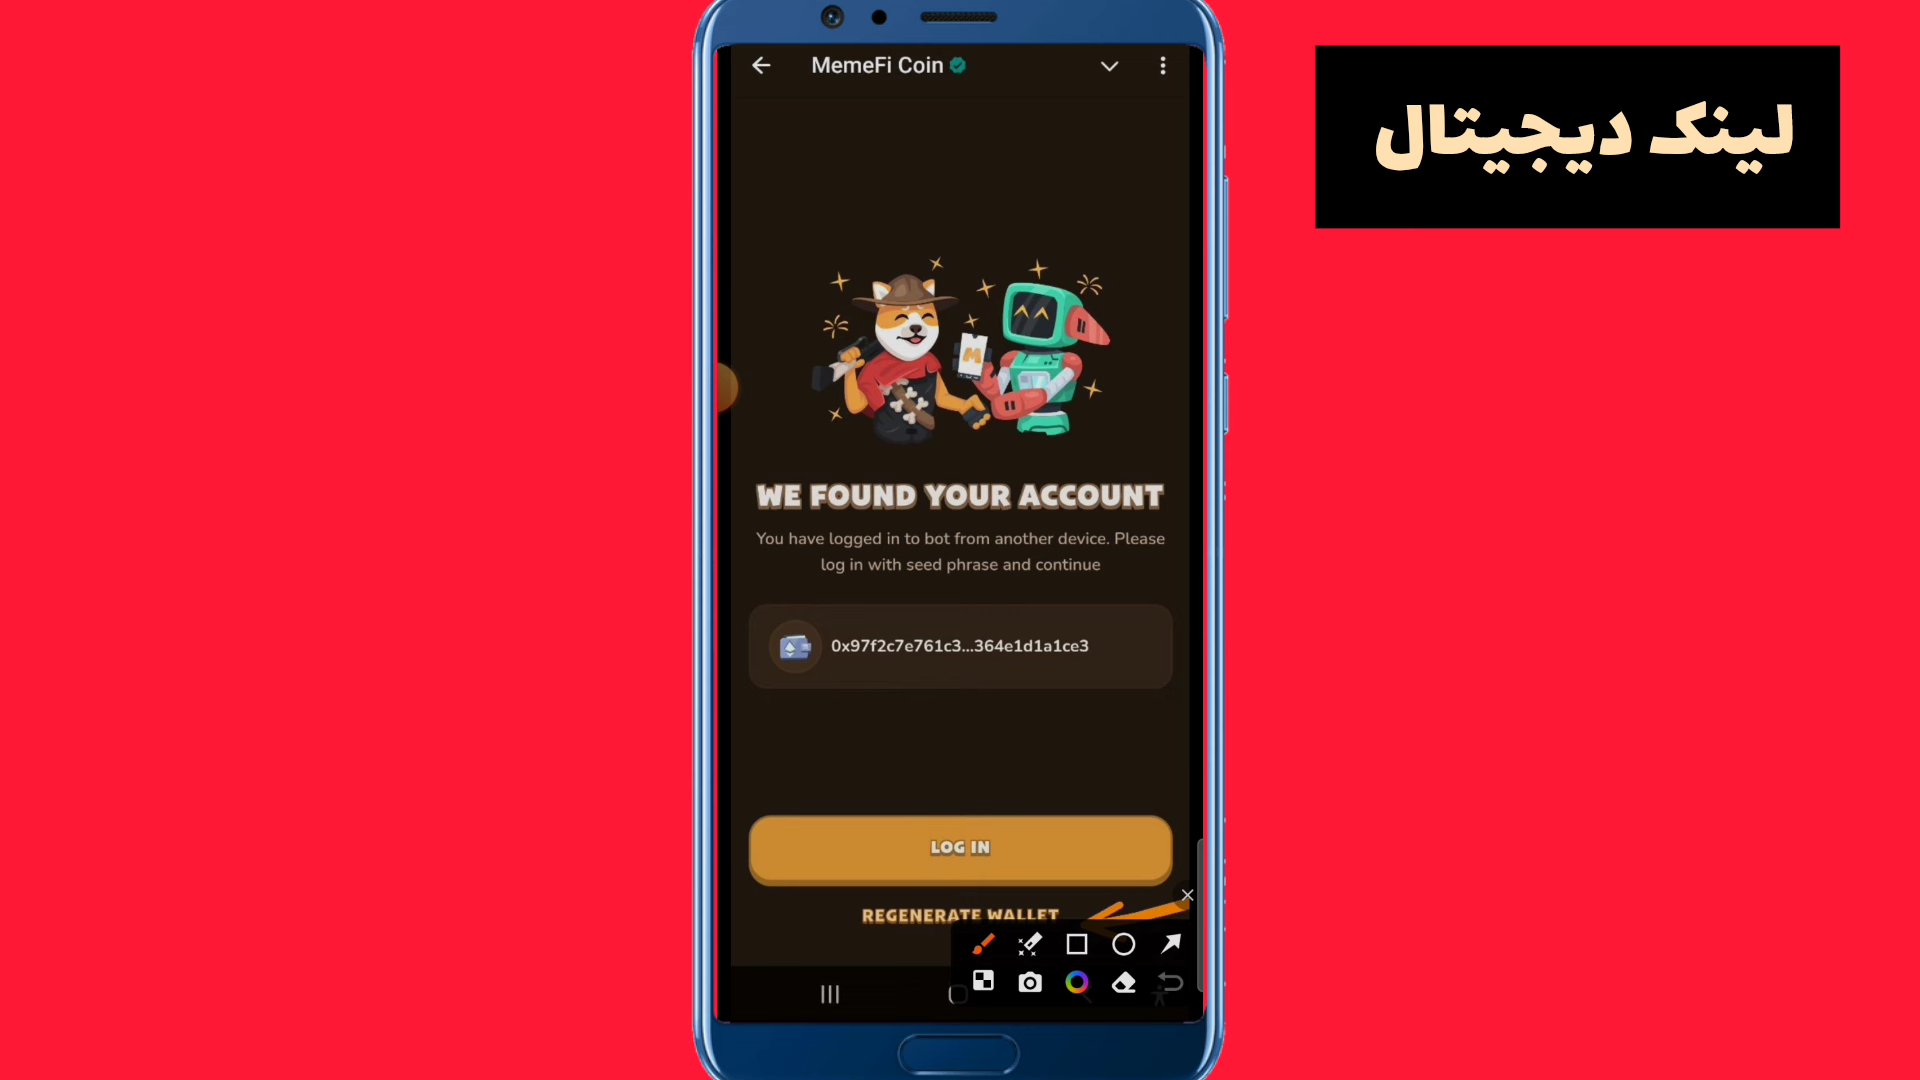 MemeFi Coin
لینک دیجیتال
M
WE FOUND YOUR ACCOUNT
You have logged in to bot from another device. Please
log in with seed phrase and continue
0x97f2c7e761c3...364e1d1a1ce3
LOG IN
REGENERATE WALLET